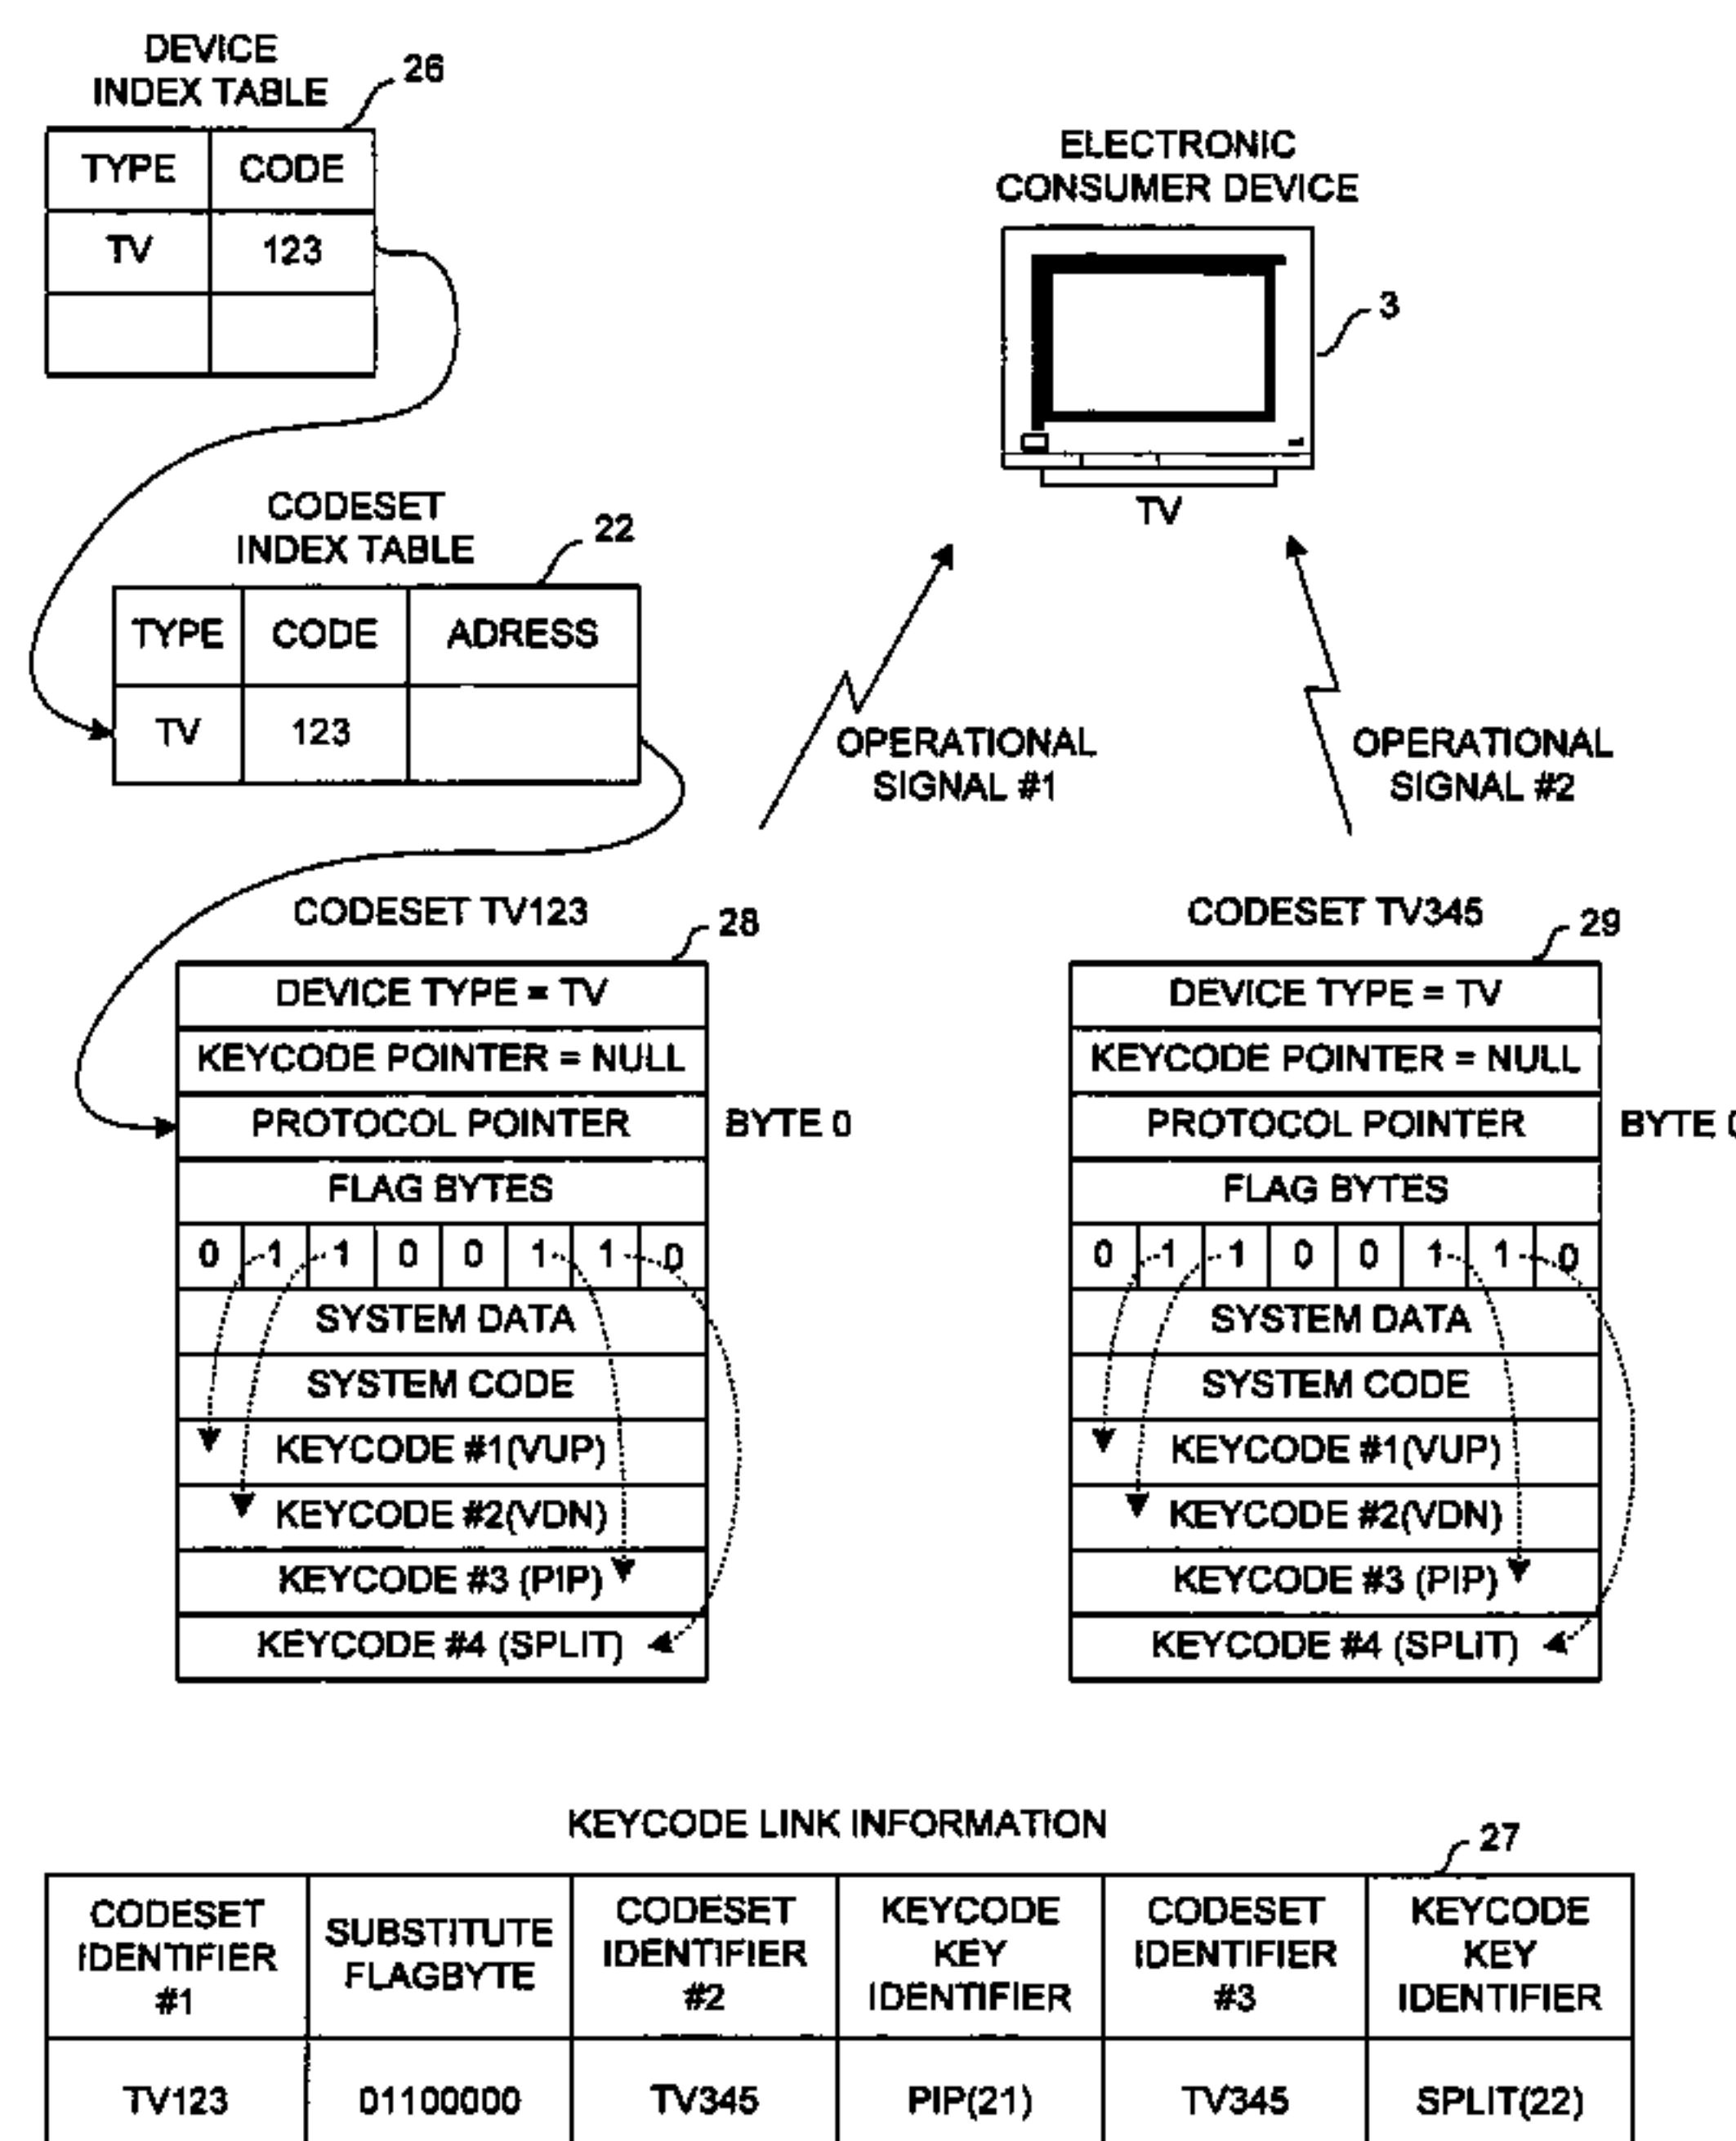 DEVICE
INDEX TABLE
26
TYPE CODE
TV 123
ELECTRONIC
CONSUMER DEVICE
3
TV
CODESET
INDEX TABLE
22
TYPE CODE ADRESS
TV 123
OPERATIONAL
SIGNAL #1
OPERATIONAL
SIGNAL #2
CODESET TV123
28
DEVICE TYPE = TV
KEYCODE POINTER = NULL
PROTOCOL POINTER
BYTE 0
FLAG BYTES
0 1 1 0 0 1 1 0
SYSTEM DATA
SYSTEM CODE
KEYCODE #1(VUP)
KEYCODE #2(VDN)
KEYCODE #3 (PIP)
KEYCODE #4 (SPLIT)
CODESET TV345
29
DEVICE TYPE = TV
KEYCODE POINTER = NULL
PROTOCOL POINTER
BYTE 0
FLAG BYTES
0 1 1 0 0 1 1 0
SYSTEM DATA
SYSTEM CODE
KEYCODE #1(VUP)
KEYCODE #2(VDN)
KEYCODE #3 (PIP)
KEYCODE #4 (SPLIT)
KEYCODE LINK INFORMATION
27
CODESET
IDENTIFIER
#1
SUBSTITUTE
FLAGBYTE
CODESET
IDENTIFIER
#2
KEYCODE
KEY
IDENTIFIER
CODESET
IDENTIFIER
#3
KEYCODE
KEY
IDENTIFIER
TV123 01100000 TV345 PIP(21) TV345 SPLIT(22)